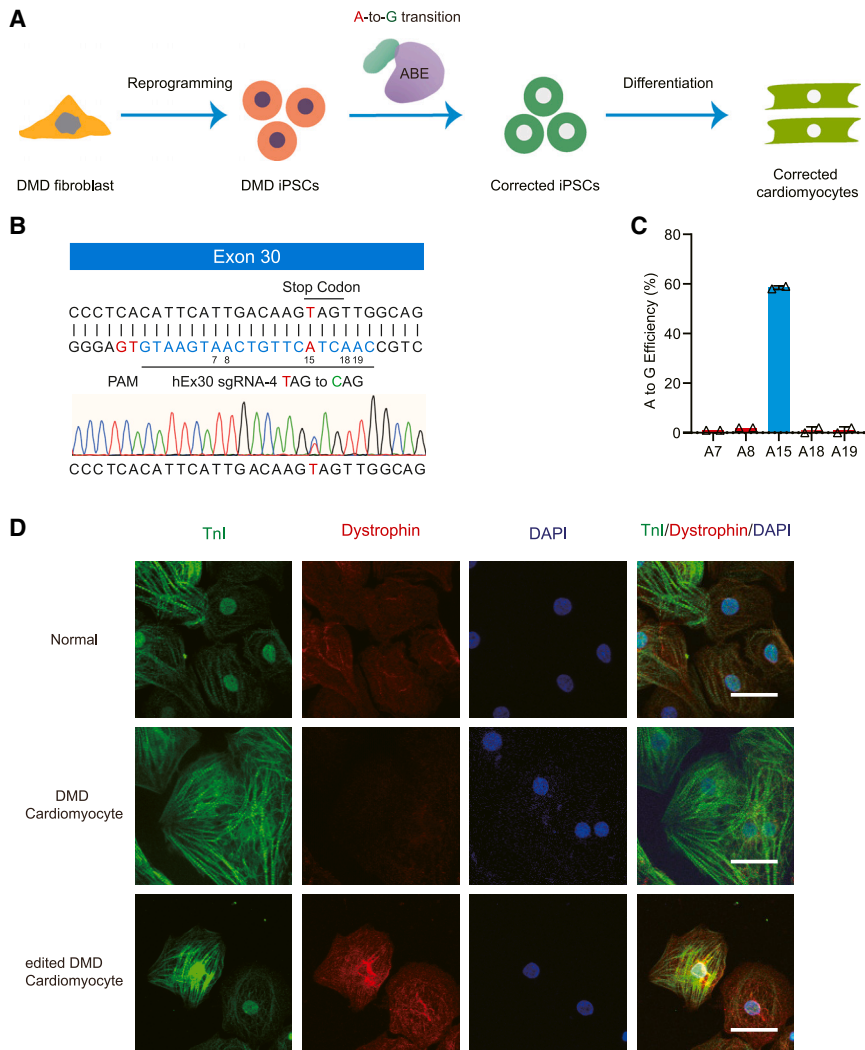 A
A-to-G transition
ABE
Reprogramming
Differentiation
DMD fibroblast
DMD iPSCs
Corrected iPSCs
Corrected
cardiomyocytes
B
Exon 30
Stop Codon
CCCTCACATTCATTGACAAGTAGTTGGCAG
GGGAGTGTAAGTAACTGTTCATCAACCGTC
7 8 15 18 19
PAM hEx30 sgRNA-4 TAG to CAG
CCCTCACATTCATTGACAAGTAGTTGGCAG
C
A to G Efficiency (%)
80
60
40
20
0
A7 A8 A15 A18 A19
D
TnI Dystrophin DAPI TnI/Dystrophin/DAPI
Normal
DMD
Cardiomyocyte
edited DMD
Cardiomyocyte